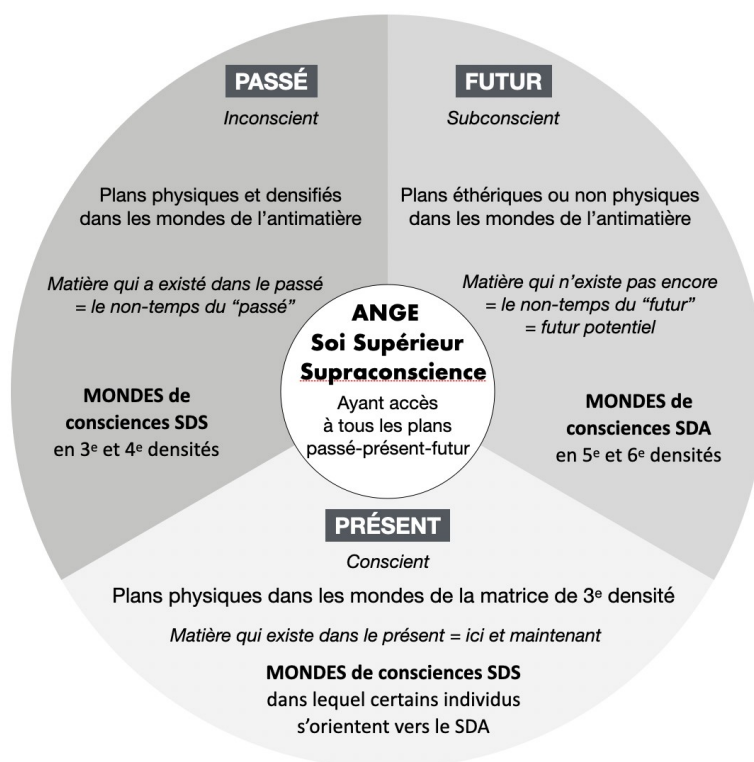 PASSÉ
Inconscient
Plans physiques et densifiés
dans les mondes de l’antimatière
Matière qui a existé dans le passé
= le non-temps du “passé”
MONDES de
consciences SDS
en 3e et 4e densités
FUTUR
Subconscient
Plans éthériques ou non physiques
dans les mondes de l’antimatière
Matière qui n’existe pas encore
= le non-temps du “futur”
= futur potentiel
MONDES de
consciences SDA
en 5e et 6e densités
ANGE
Soi Supérieur
Supraconscience
Ayant accès
à tous les plans
passé-présent-futur
PRÉSENT
Conscient
Plans physiques dans les mondes de la matrice de 3e densité
Matière qui existe dans le présent = ici et maintenant
MONDES de consciences SDS
dans lequel certains individus
s’orientent vers le SDA